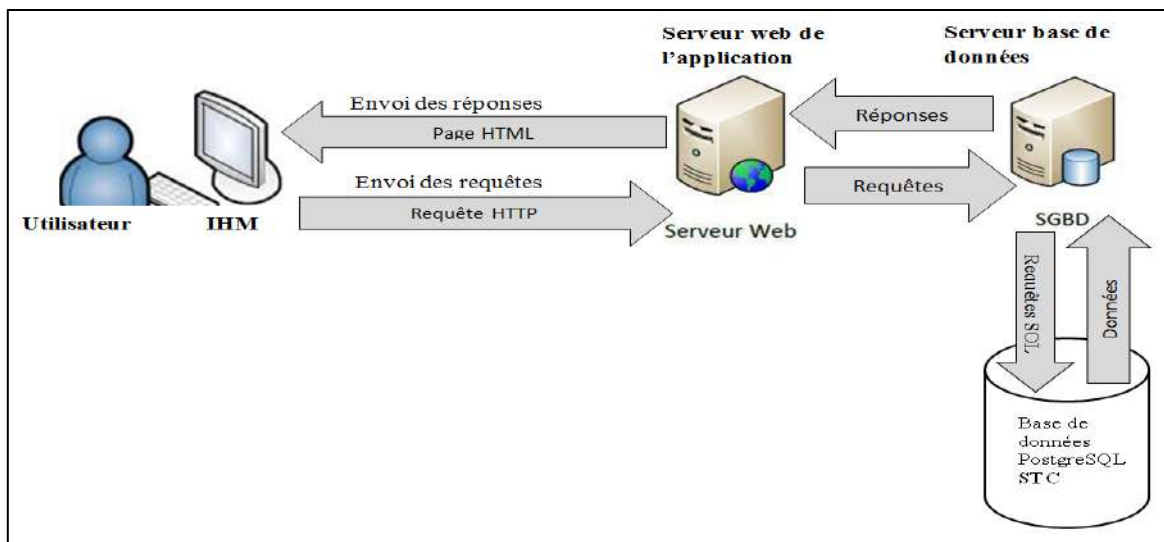 Serveur web de
l'application
Serveur base de
données
Envoi des réponses
Page HTML
Réponses
Envoi des requêtes
Requête HTTP
Requêtes
Utilisateur
IHM
Serveur Web
SGBD
Requêtes SQL
Données
Base de
données
PostgreSQL
STC